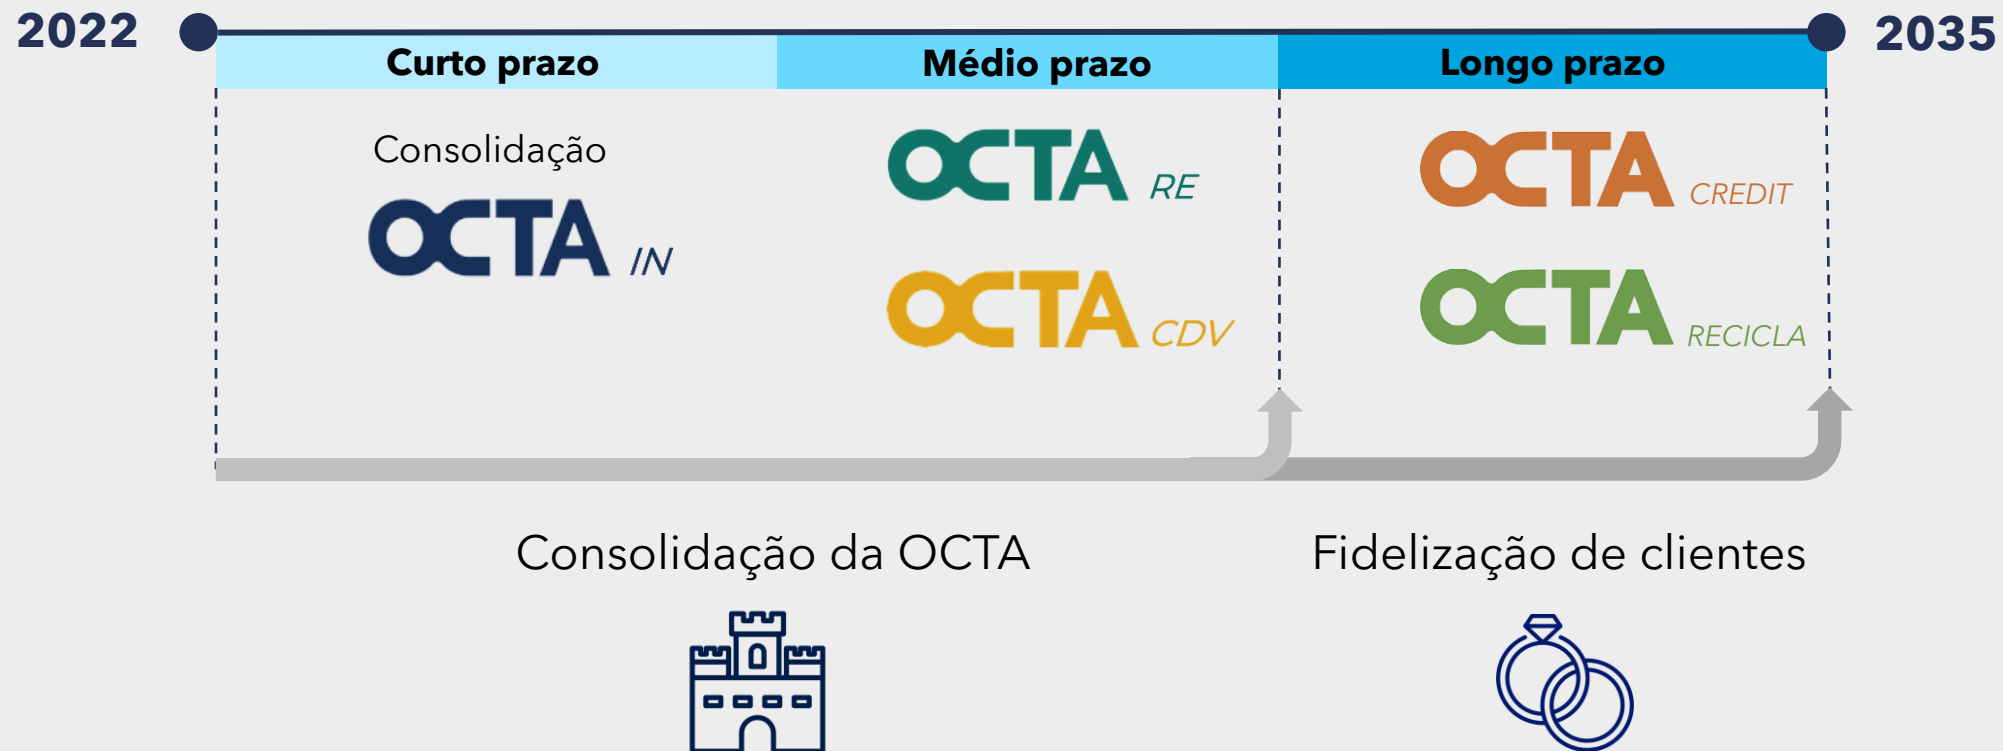 2022
2035
Curto prazo
Médio prazo
Longo prazo
Consolidação
OCTA IN
OCTA RE
OCTA CDV
OCTA CREDIT
OCTA RECICLA
Consolidação da OCTA
Fidelização de clientes